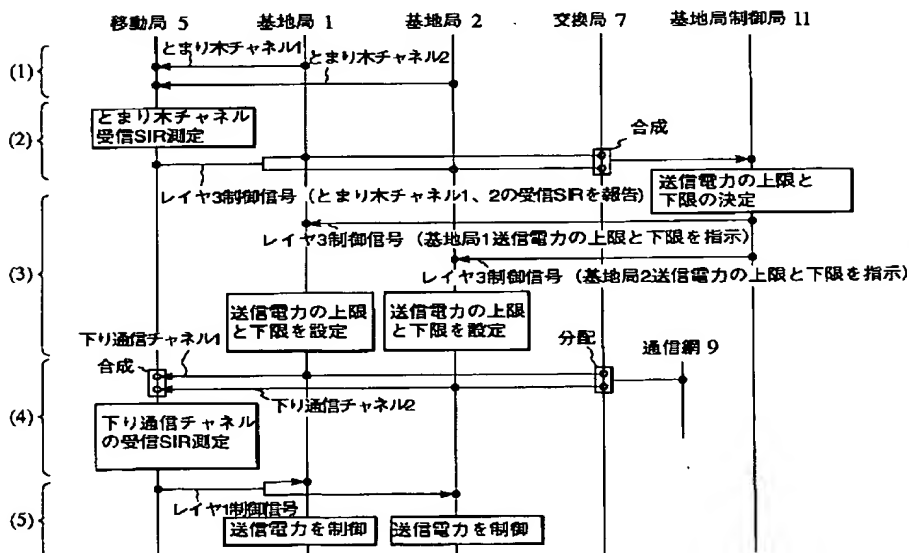 移動局 5
基地局 1
基地局 2
交換局 7
基地局制御局 11
(1)
とまり木チャネル1
とまり木チャネル2
(2)
とまり木チャネル
受信SIR測定
合成
レイヤ3制御信号(とまり木チャネル1、2の受信SIRを報告)
送信電力の上限と
下限の決定
(3)
レイヤ3制御信号(基地局1送信電力の上限と下限を指示)
レイヤ3制御信号(基地局2送信電力の上限と下限を指示)
送信電力の上限
と下限を設定
送信電力の上限
と下限を設定
(4)
下り通信チャネル1
合成
分配
通信網 9
下り通信チャネル2
下り通信チャネル
の受信SIR測定
(5)
レイヤ1制御信号
送信電力を制御
送信電力を制御